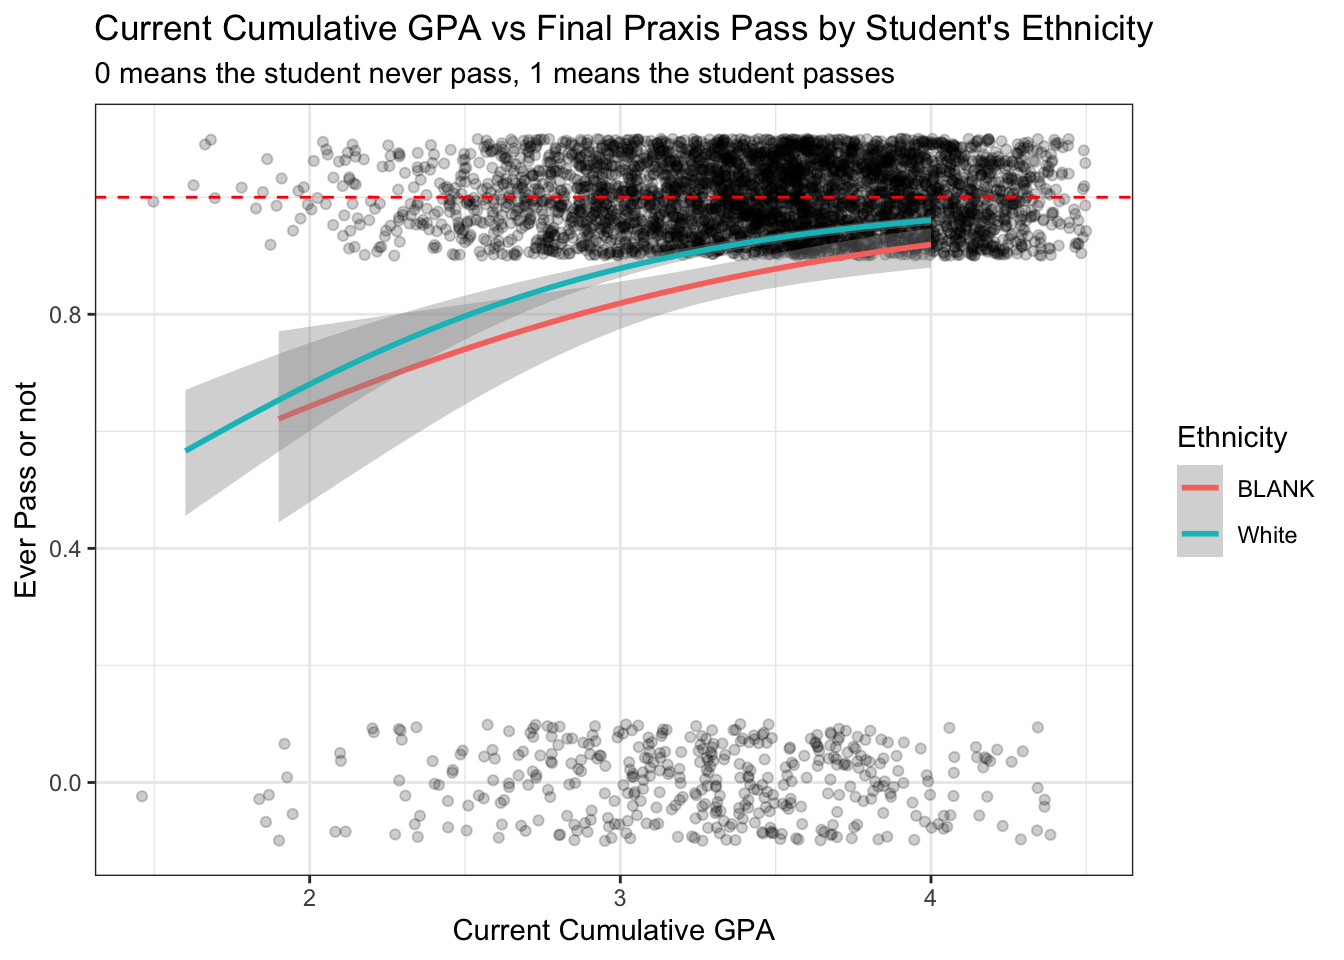 Current Cumulative GPA vs Final Praxis Pass by Student's Ethnicity
0 means the student never pass, 1 means the student passes
Ever Pass or not
0.8
0.4
0.0
2 3 4
Current Cumulative GPA
Ethnicity
BLANK
White